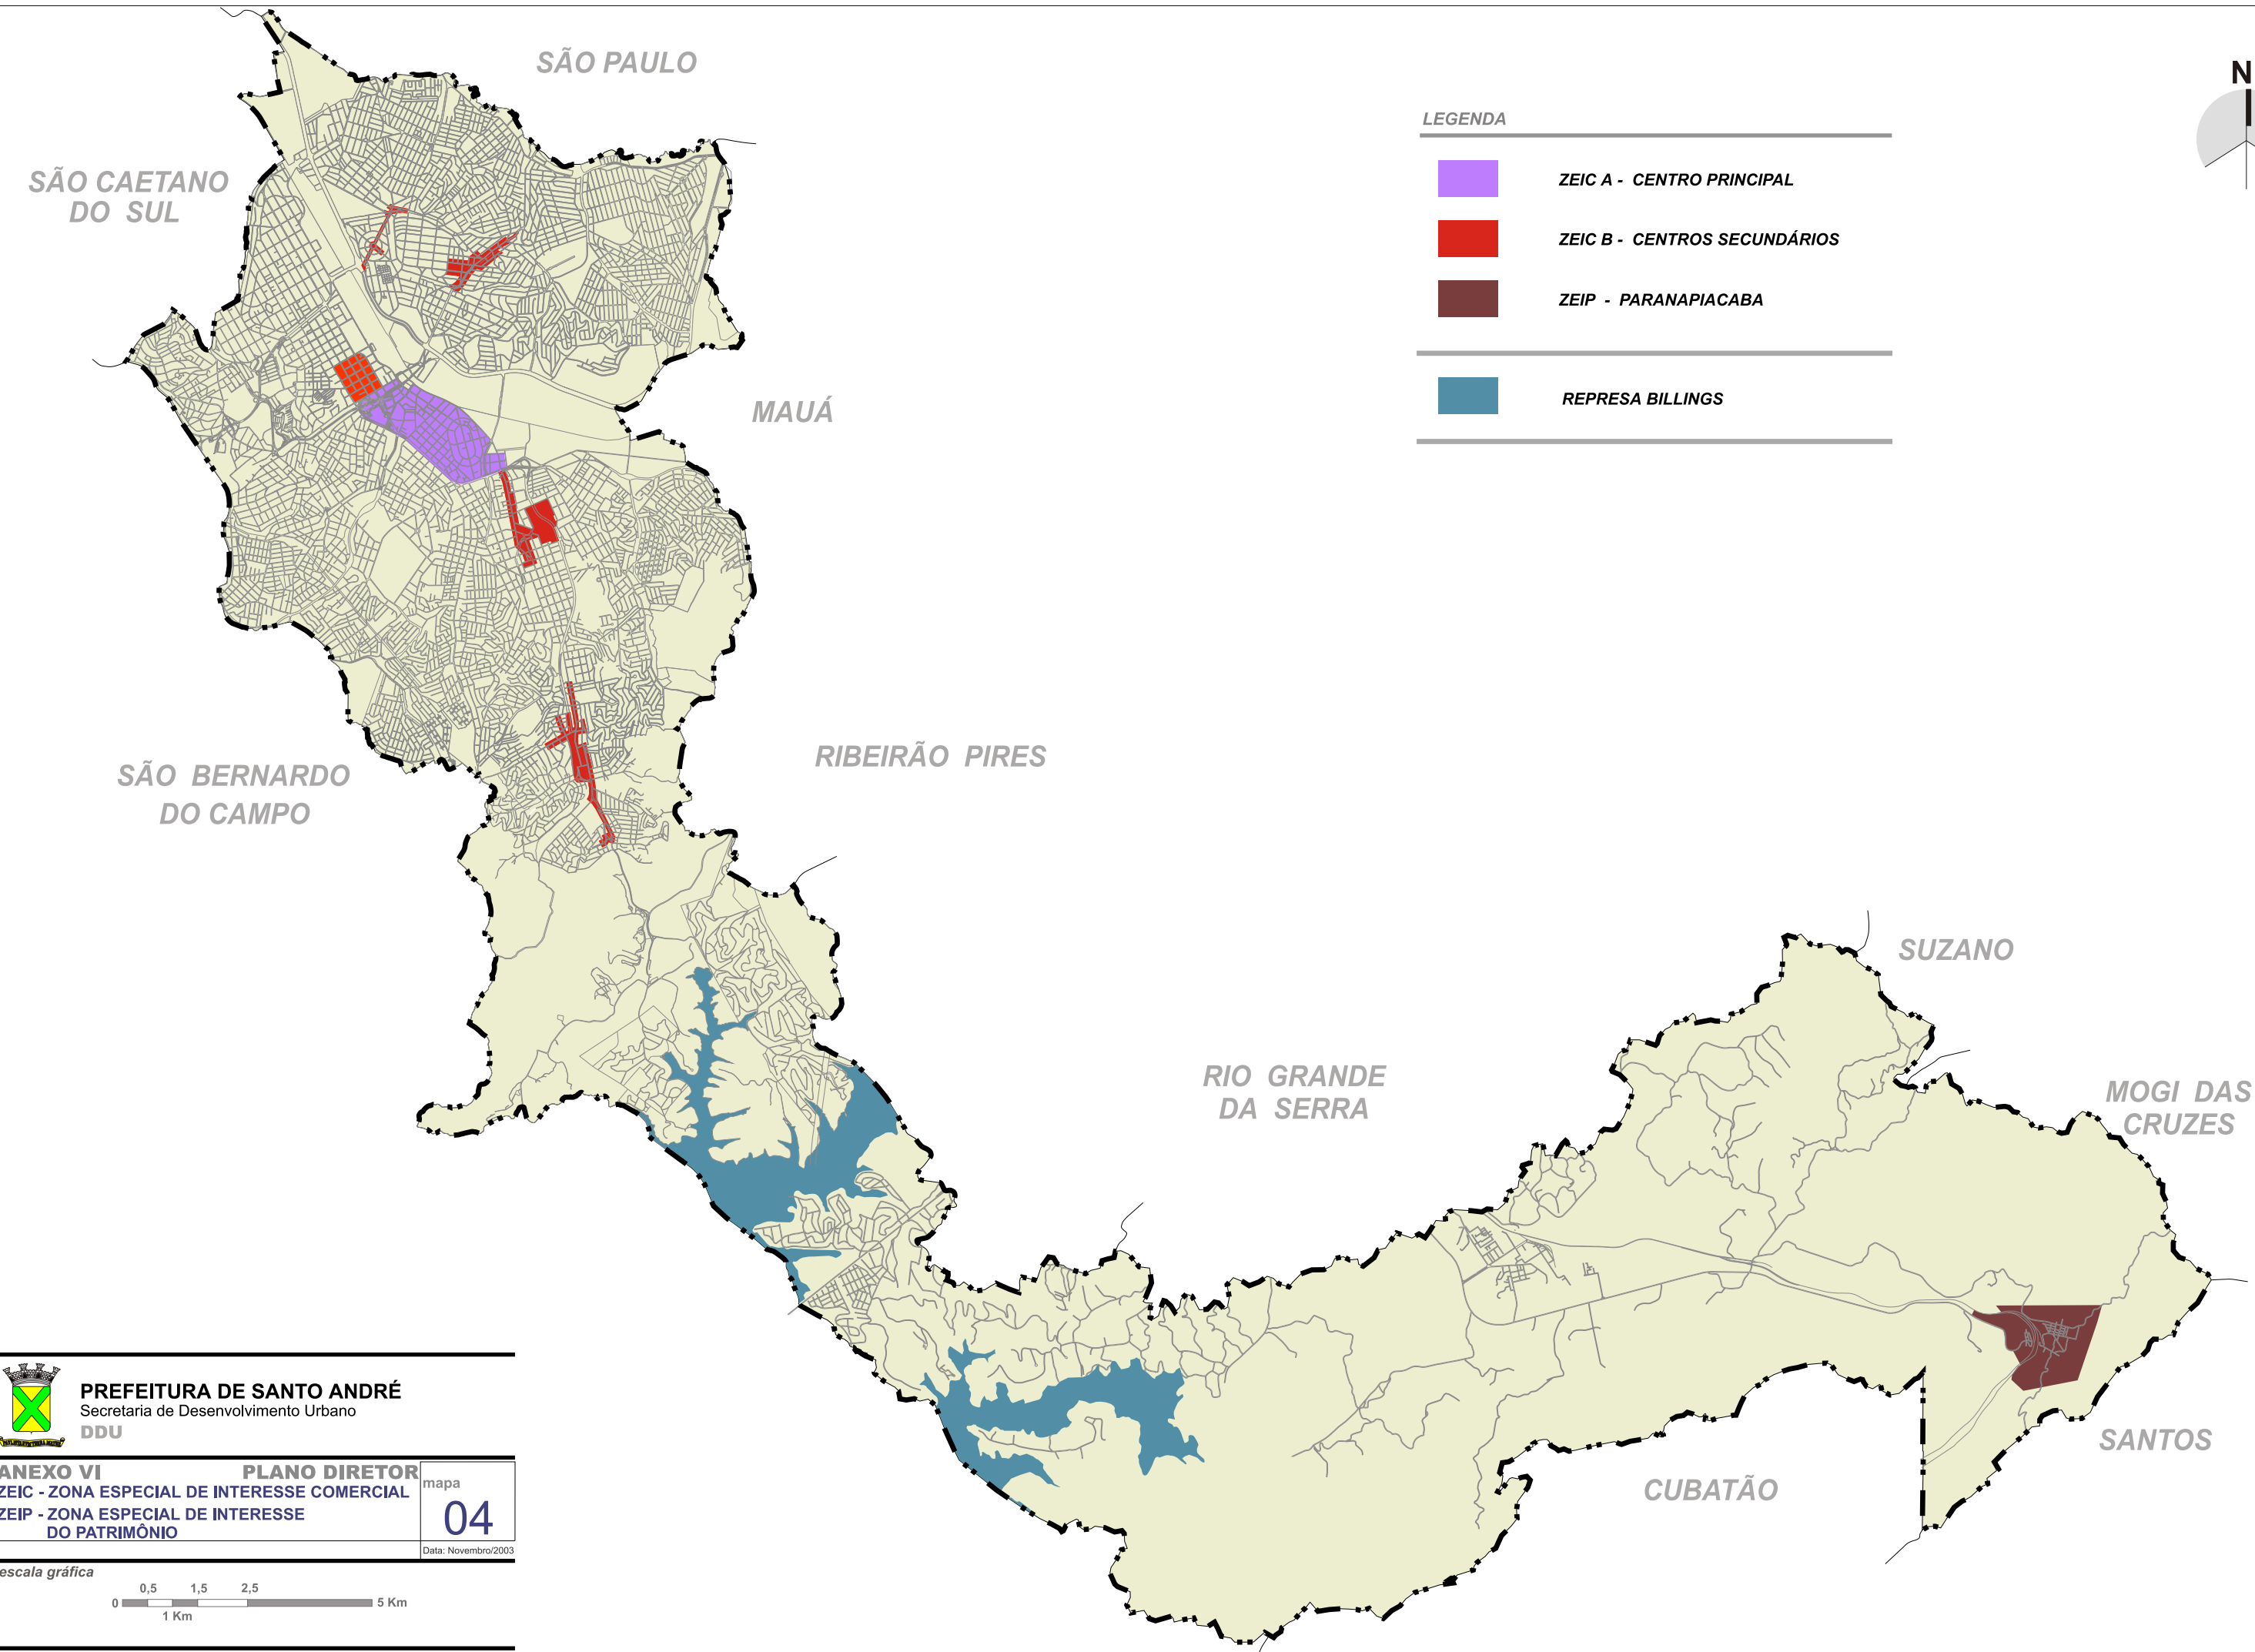 SÃO PAULO
N
LEGENDA
SÃO CAETANO
DO SUL
ZEIC A - CENTRO PRINCIPAL
ZEIC B - CENTROS SECUNDÁRIOS
ZEIP - PARANAPIACABA
MAUÁ
REPRESA BILLINGS
RIBEIRÃO PIRES
SÃO BERNARDO
DO CAMPO
SUZANO
RIO GRANDE
DA SERRA
MOGI DAS
CRUZES
SANTOS
CUBATÃO
PREFEITURA DE SANTO ANDRÉ
Secretaria de Desenvolvimento Urbano
DDU
ANEXO VI PLANO DIRETOR
ZEIC - ZONA ESPECIAL DE INTERESSE COMERCIAL
ZEIP - ZONA ESPECIAL DE INTERESSE
DO PATRIMÔNIO
mapa
04
Data: Novembro/2003
escala gráfica
0,5 1,5 2,5
0 5 Km
1 Km